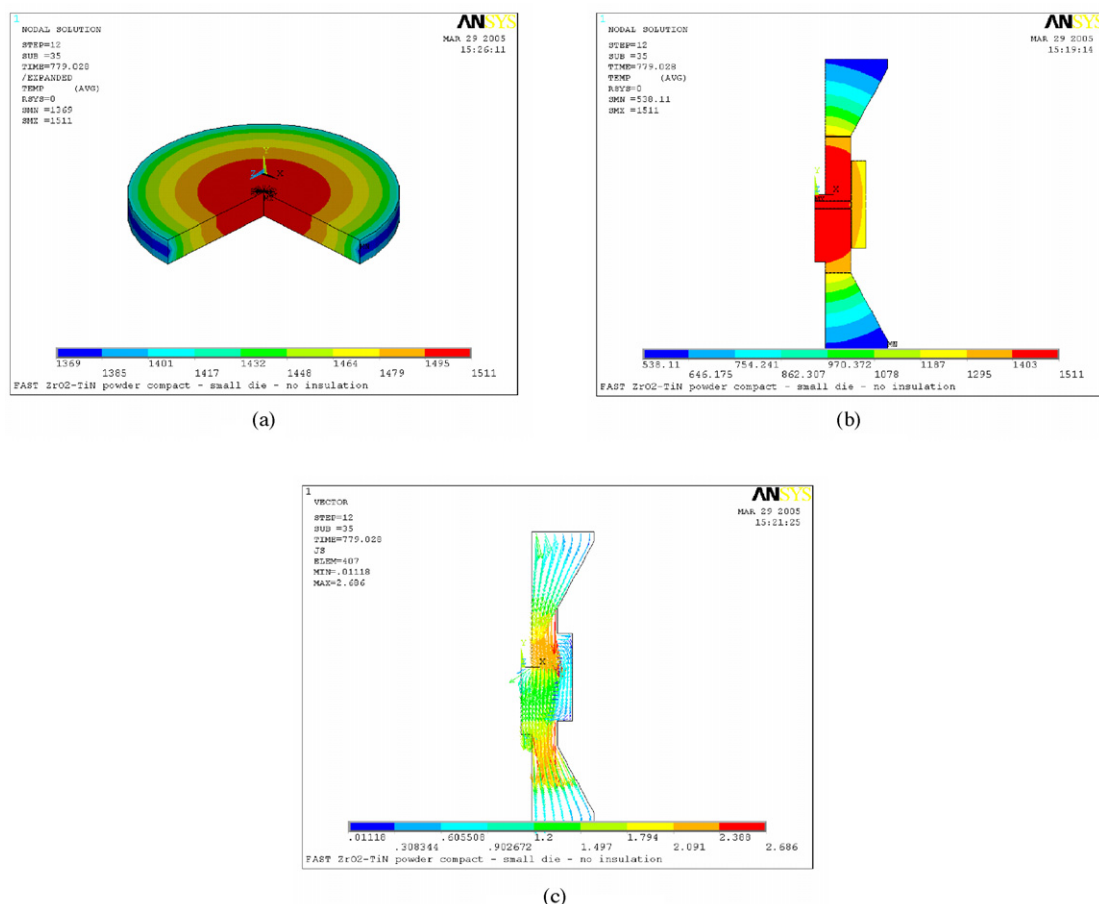 1
ANSYS
NODAL SOLUTION
MAR 29 2005
15:26:11
STEP=12
SUB =35
TIME=779.028
/EXPANDED
TEMP (AVG)
RSYS=0
SMN =1369
SMX =1511
Y
Z X
1369 1401 1432 1464 1495
1385 1417 1448 1479 1511
FAST ZrO2-TiN powder compact - small die - no insulation
(a)
1
ANSYS
NODAL SOLUTION
MAR 29 2005
15:19:14
STEP=12
SUB =35
TIME=779.028
TEMP (AVG)
RSYS=0
SMN =538.11
SMX =1511
X
538.11 754.241 970.372 1187 1403
646.175 862.307 1078 1295 1511
FAST ZrO2-TiN powder compact - small die - no insulation
(b)
1
ANSYS
VECTOR
MAR 29 2005
15:21:25
STEP=12
SUB =35
TIME=779.028
JS
ELEM=407
MIN=.01118
MAX=2.686
Y
Z X
.01118 .605508 1.2 1.794 2.388
.308344 .902672 1.497 2.091 2.686
FAST ZrO2-TiN powder compact - small die - no insulation
(c)